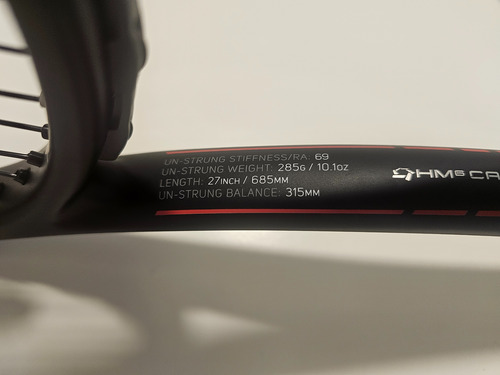 UN-STRUNG STIFFNESS/RA: 69
UN-STRUNG WEIGHT: 285G / 10.1OZ
LENGTH: 27INCH / 685MM
UN-STRUNG BALANCE: 315MM
HM6 CA